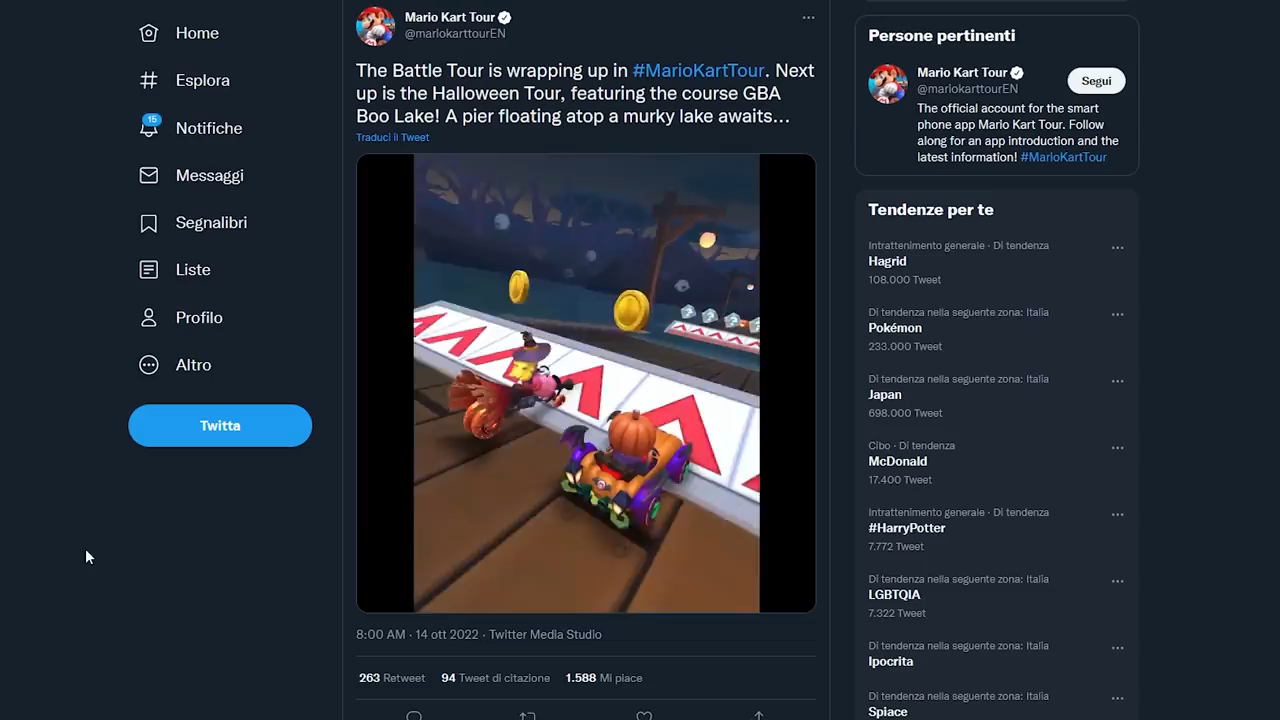 Home
Esplora
15
Notifiche
Messaggi
Segnalibri
Liste
Profilo
Altro
Twitta
Mario Kart Tour
@mariokarttourEN
The Battle Tour is wrapping up in #MarioKartTour. Next
up is the Halloween Tour, featuring the course GBA
Boo Lake! A pier floating atop a murky lake awaits...
Traduci il Tweet
8:00 AM · 14 ott 2022 · Twitter Media Studio
263 Retweet 94 Tweet di citazione 1.588 Mi piace
Persone pertinenti
Mario Kart Tour
@mariokarttourEN
Segui
The official account for the smart
phone app Mario Kart Tour. Follow
along for an app introduction and the
latest information! #MarioKartTour
Tendenze per te
Intrattenimento generale · Di tendenza
Hagrid
108.000 Tweet
Di tendenza nella seguente zona: Italia
Pokémon
233.000 Tweet
Di tendenza nella seguente zona: Italia
Japan
698.000 Tweet
Cibo · Di tendenza
McDonald
17.400 Tweet
Intrattenimento generale · Di tendenza
#HarryPotter
7.772 Tweet
Di tendenza nella seguente zona: Italia
LGBTQIA
7.322 Tweet
Di tendenza nella seguente zona: Italia
Ipocrita
Di tendenza nella seguente zona: Italia
Spiace